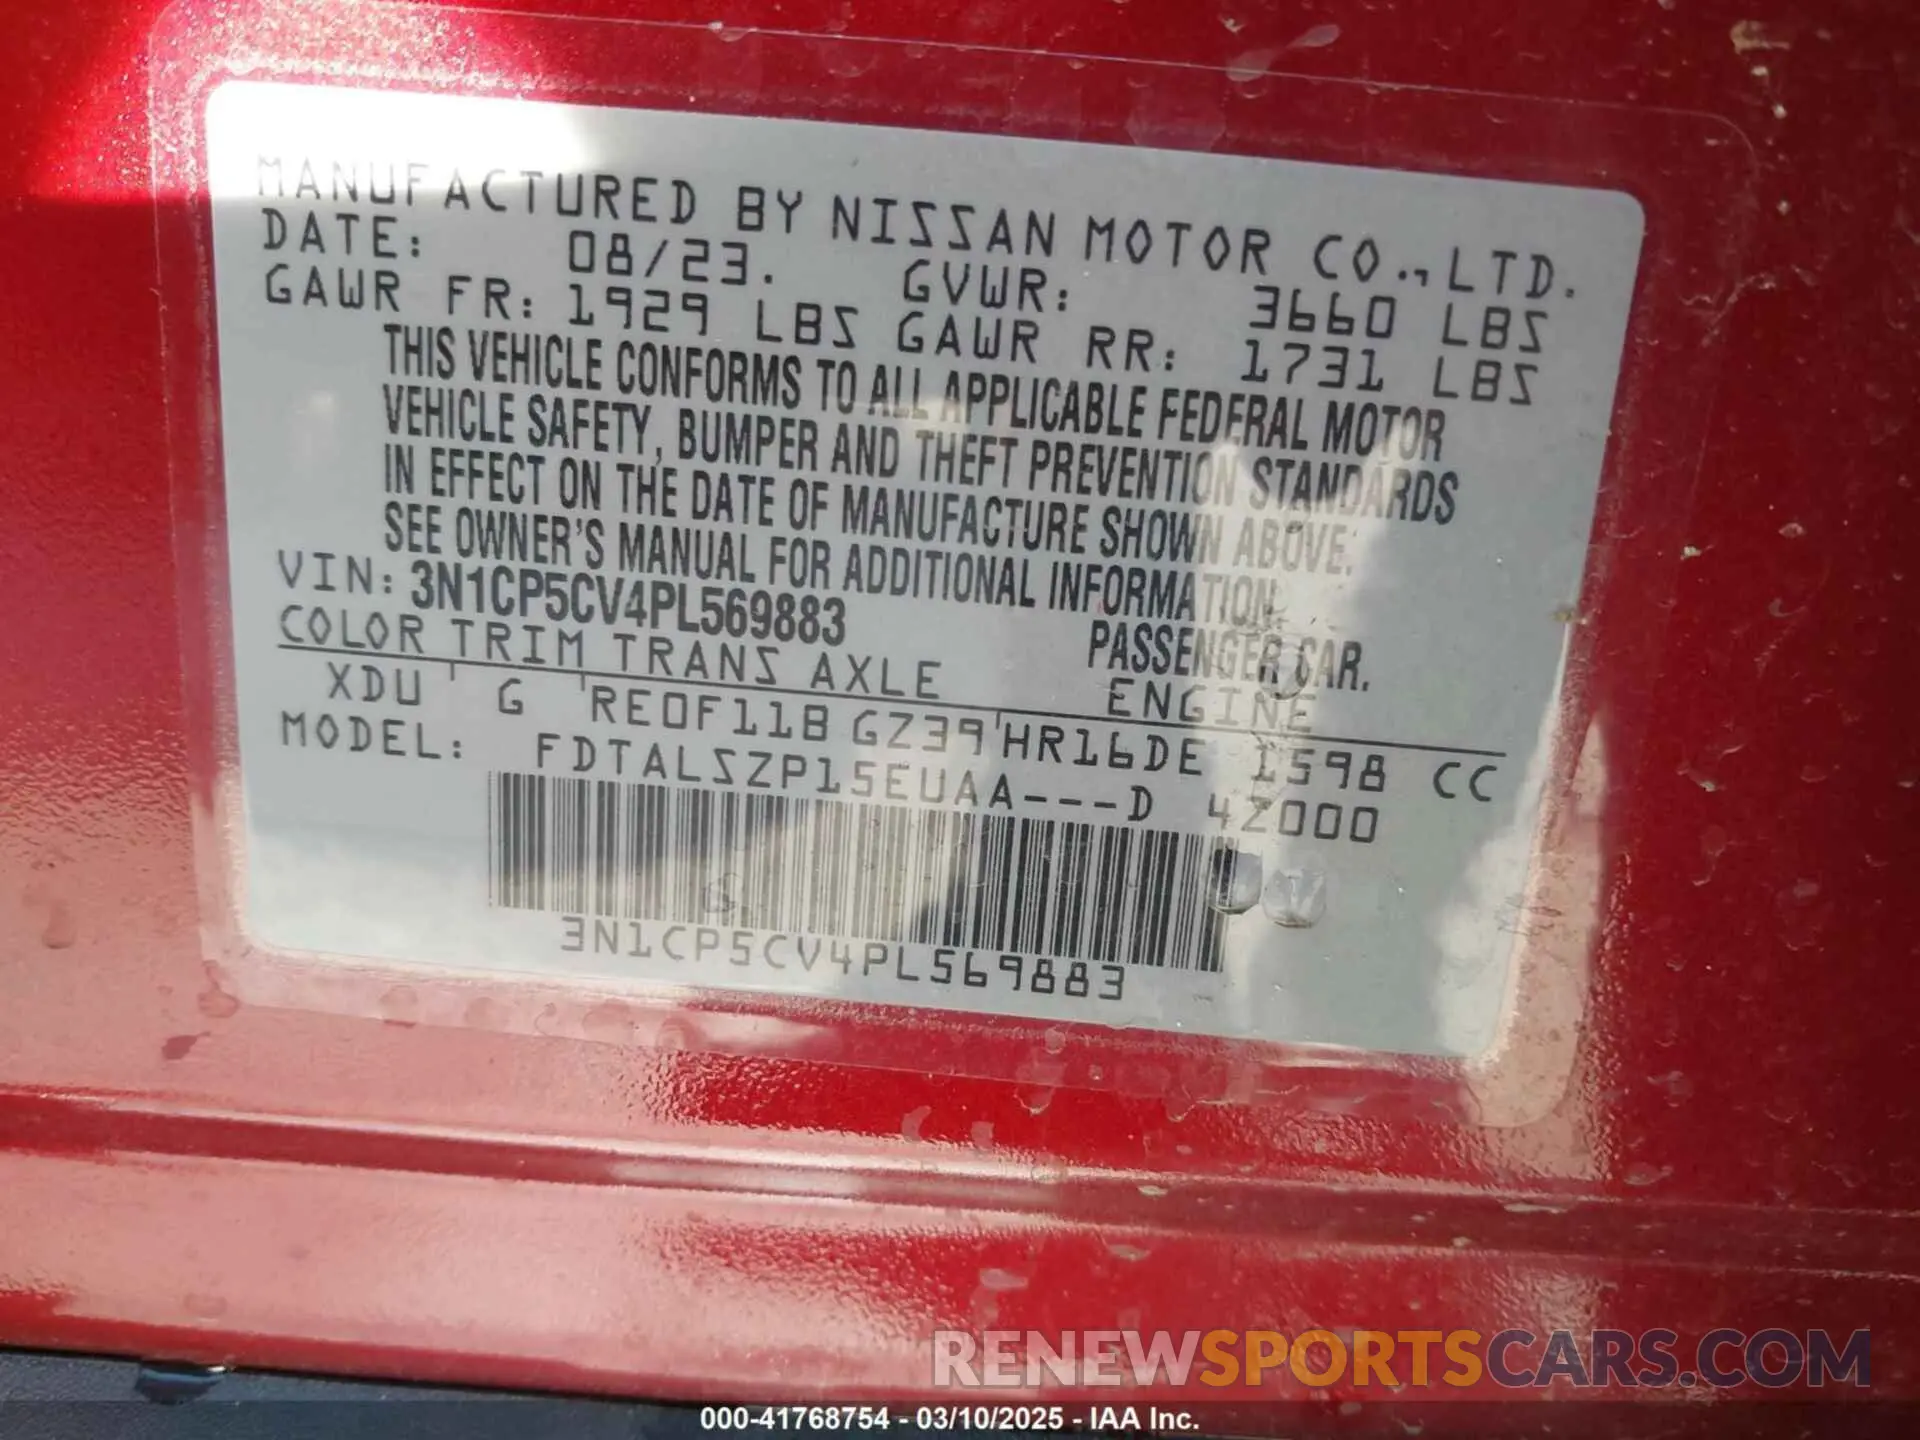 MANUFACTURED BY NISSAN MOTOR CO., LTD.
DATE: 08/23. GVWR: 3660 LBS
GAWR FR: 1929 LBS GAWR RR: 1731 LBS
THIS VEHICLE CONFORMS TO ALL APPLICABLE FEDERAL MOTOR
VEHICLE SAFETY, BUMPER AND THEFT PREVENTION STANDARDS
IN EFFECT ON THE DATE OF MANUFACTURE SHOWN ABOVE.
SEE OWNER'S MANUAL FOR ADDITIONAL INFORMATION.
VIN: 3N1CP5CV4PL569883 PASSENGER CAR.
COLOR TRIM TRANS AXLE ENGINE
XDU G RE0F11B GZ39 HR16DE 1598 CC
MODEL: FDTALSZP15EUAA---D 4Z000
3N1CP5CV4PL569883
RENEWSPORTSCARS.COM
000-41768754 - 03/10/2025 - IAA Inc.